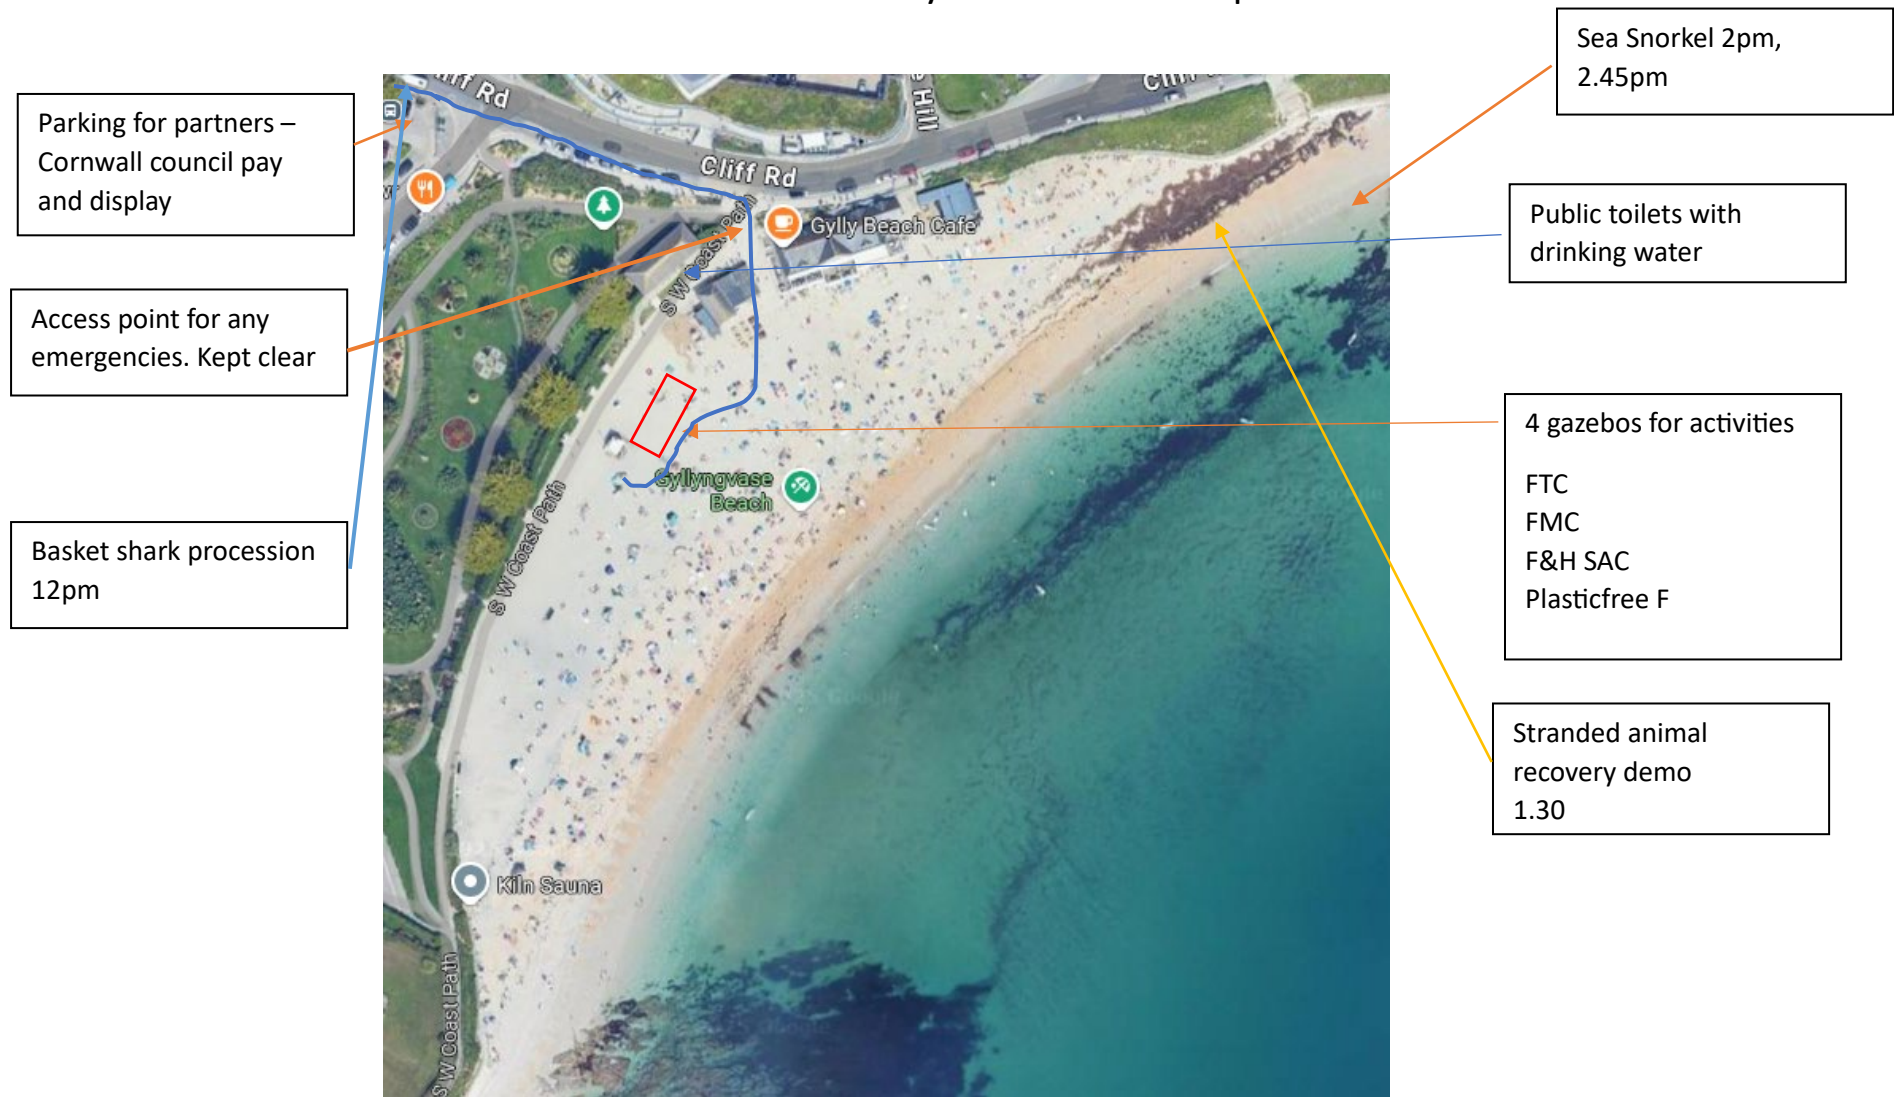 Parking for partners –
Cornwall council pay
and display
Access point for any
emergencies. Kept clear
Basket shark procession
12pm
Cliff Rd
Hill
Cliff Rd
S W Coast Path
Gylly Beach Cafe
Gyllyngvase
Beach
S W Coast Path
Kiln Sauna
S W Coast Path
Sea Snorkel 2pm,
2.45pm
Public toilets with
drinking water
4 gazebos for activities
FTC
FMC
F&H SAC
Plasticfree F
Stranded animal
recovery demo
1.30